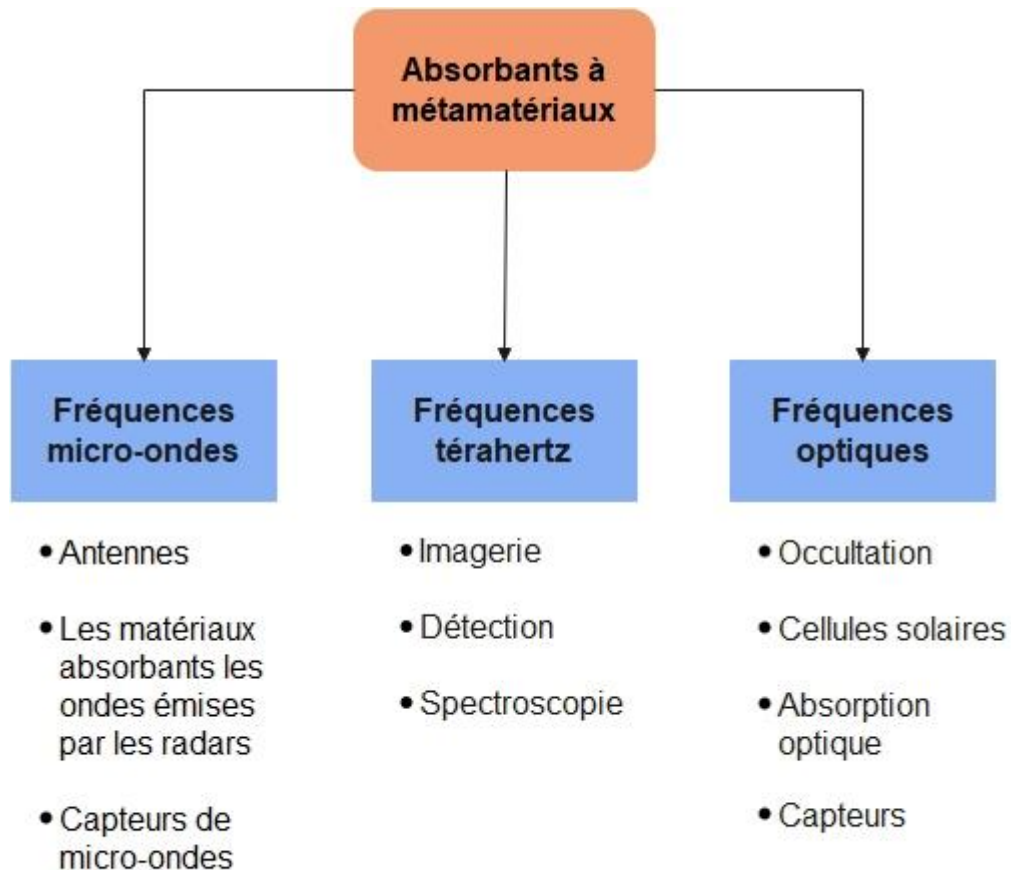 Absorbants à
métamatériaux
Fréquences
micro-ondes
• Antennes
• Les matériaux
absorbants les
ondes émises
par les radars
• Capteurs de
micro-ondes
Fréquences
térahertz
• Imagerie
• Détection
• Spectroscopie
Fréquences
optiques
• Occultation
• Cellules solaires
• Absorption
optique
• Capteurs